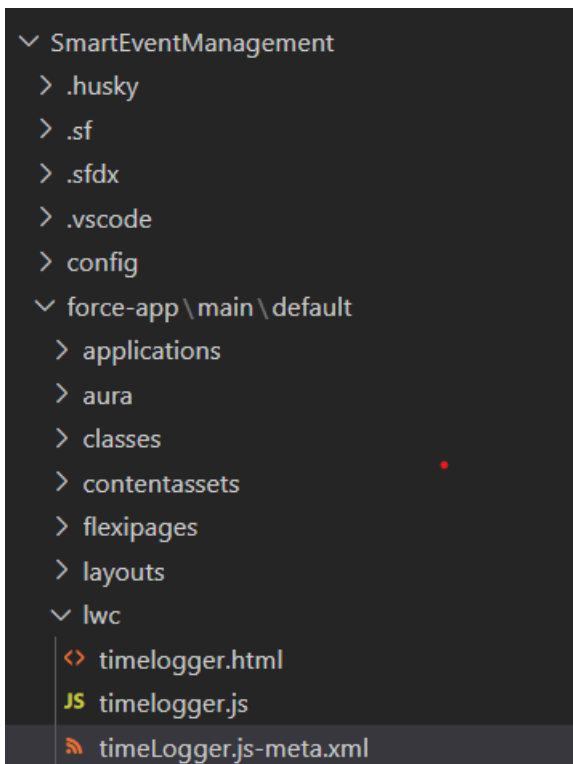 SmartEventManagement
.husky
.sf
.sfdx
.vscode
config
force-app\main\default
applications
aura
classes
contentassets
flexipages
layouts
lwc
<> timelogger.html
JS timelogger.js
timeLogger.js-meta.xml